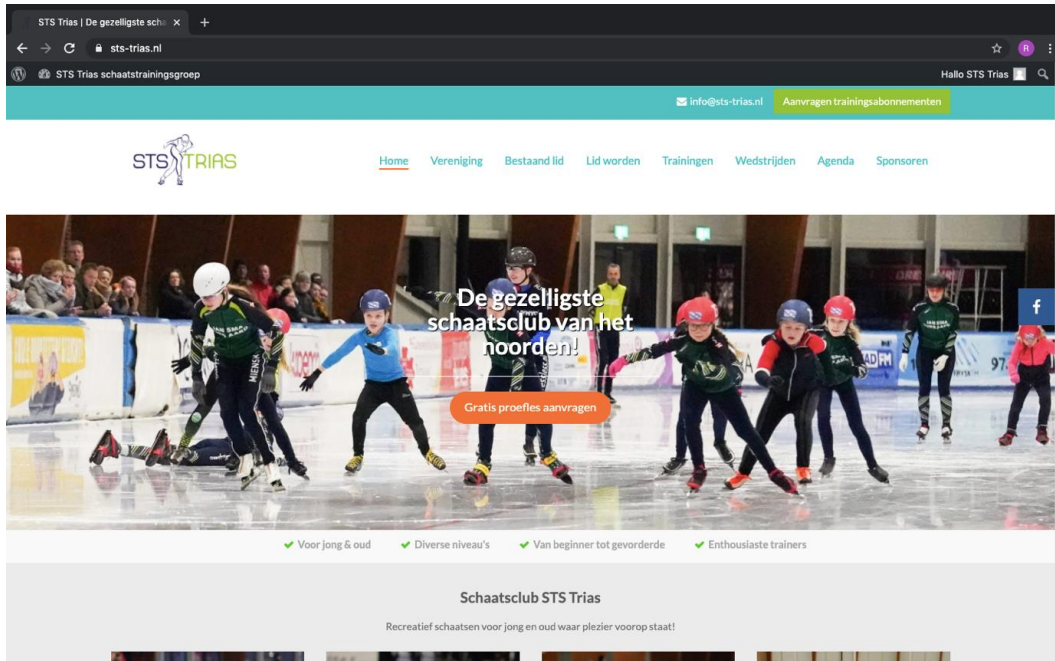 STS Trias | De gezelligste scha
sts-trias.nl
R
STS Trias schaatstrainingsgroep
Hallo STS Trias
info@sts-trias.nl
Aanvragen trainingsabonnementen
STS TRIAS
Home Vereniging Bestaand lid Lid worden Trainingen Wedstrijden Agenda Sponsoren
De gezelligste
schaatsclub van het
noorden!
Gratis proefles aanvragen
Voor jong & oud Diverse niveau's Van beginner tot gevorderde Enthousiaste trainers
Schaatsclub STS Trias
Recreatief schaatsen voor jong en oud waar plezier voorop staat!